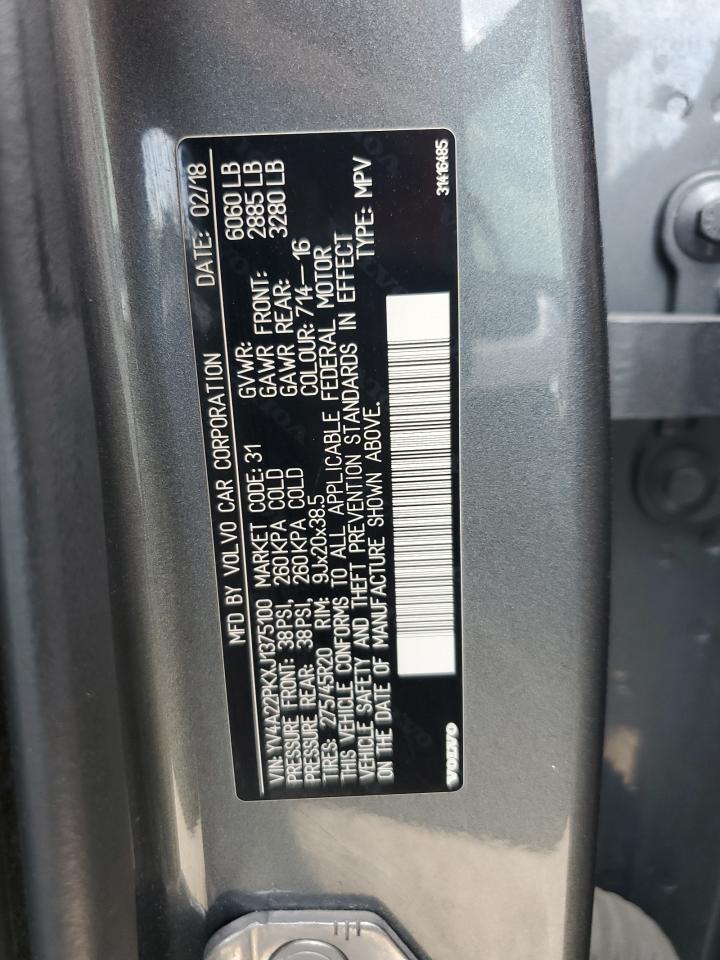 MFD BY VOLVO CAR CORPORATION DATE: 02/18
VIN: YV4A22PKXJ1375100 MARKET CODE: 31 GVWR: 6060 LB
PRESSURE FRONT: 38PSI, 260KPA COLD GAWR FRONT: 2885 LB
PRESSURE REAR: 38PSI, 260KPA COLD GAWR REAR: 3280 LB
TIRES: 275/45R20 RIM: 9Jx20x38.5 COLOUR: 714--16
THIS VEHICLE CONFORMS TO ALL APPLICABLE FEDERAL MOTOR
VEHICLE SAFETY AND THEFT PREVENTION STANDARDS IN EFFECT
ON THE DATE OF MANUFACTURE SHOWN ABOVE. TYPE: MPV
VOLVO 31416485